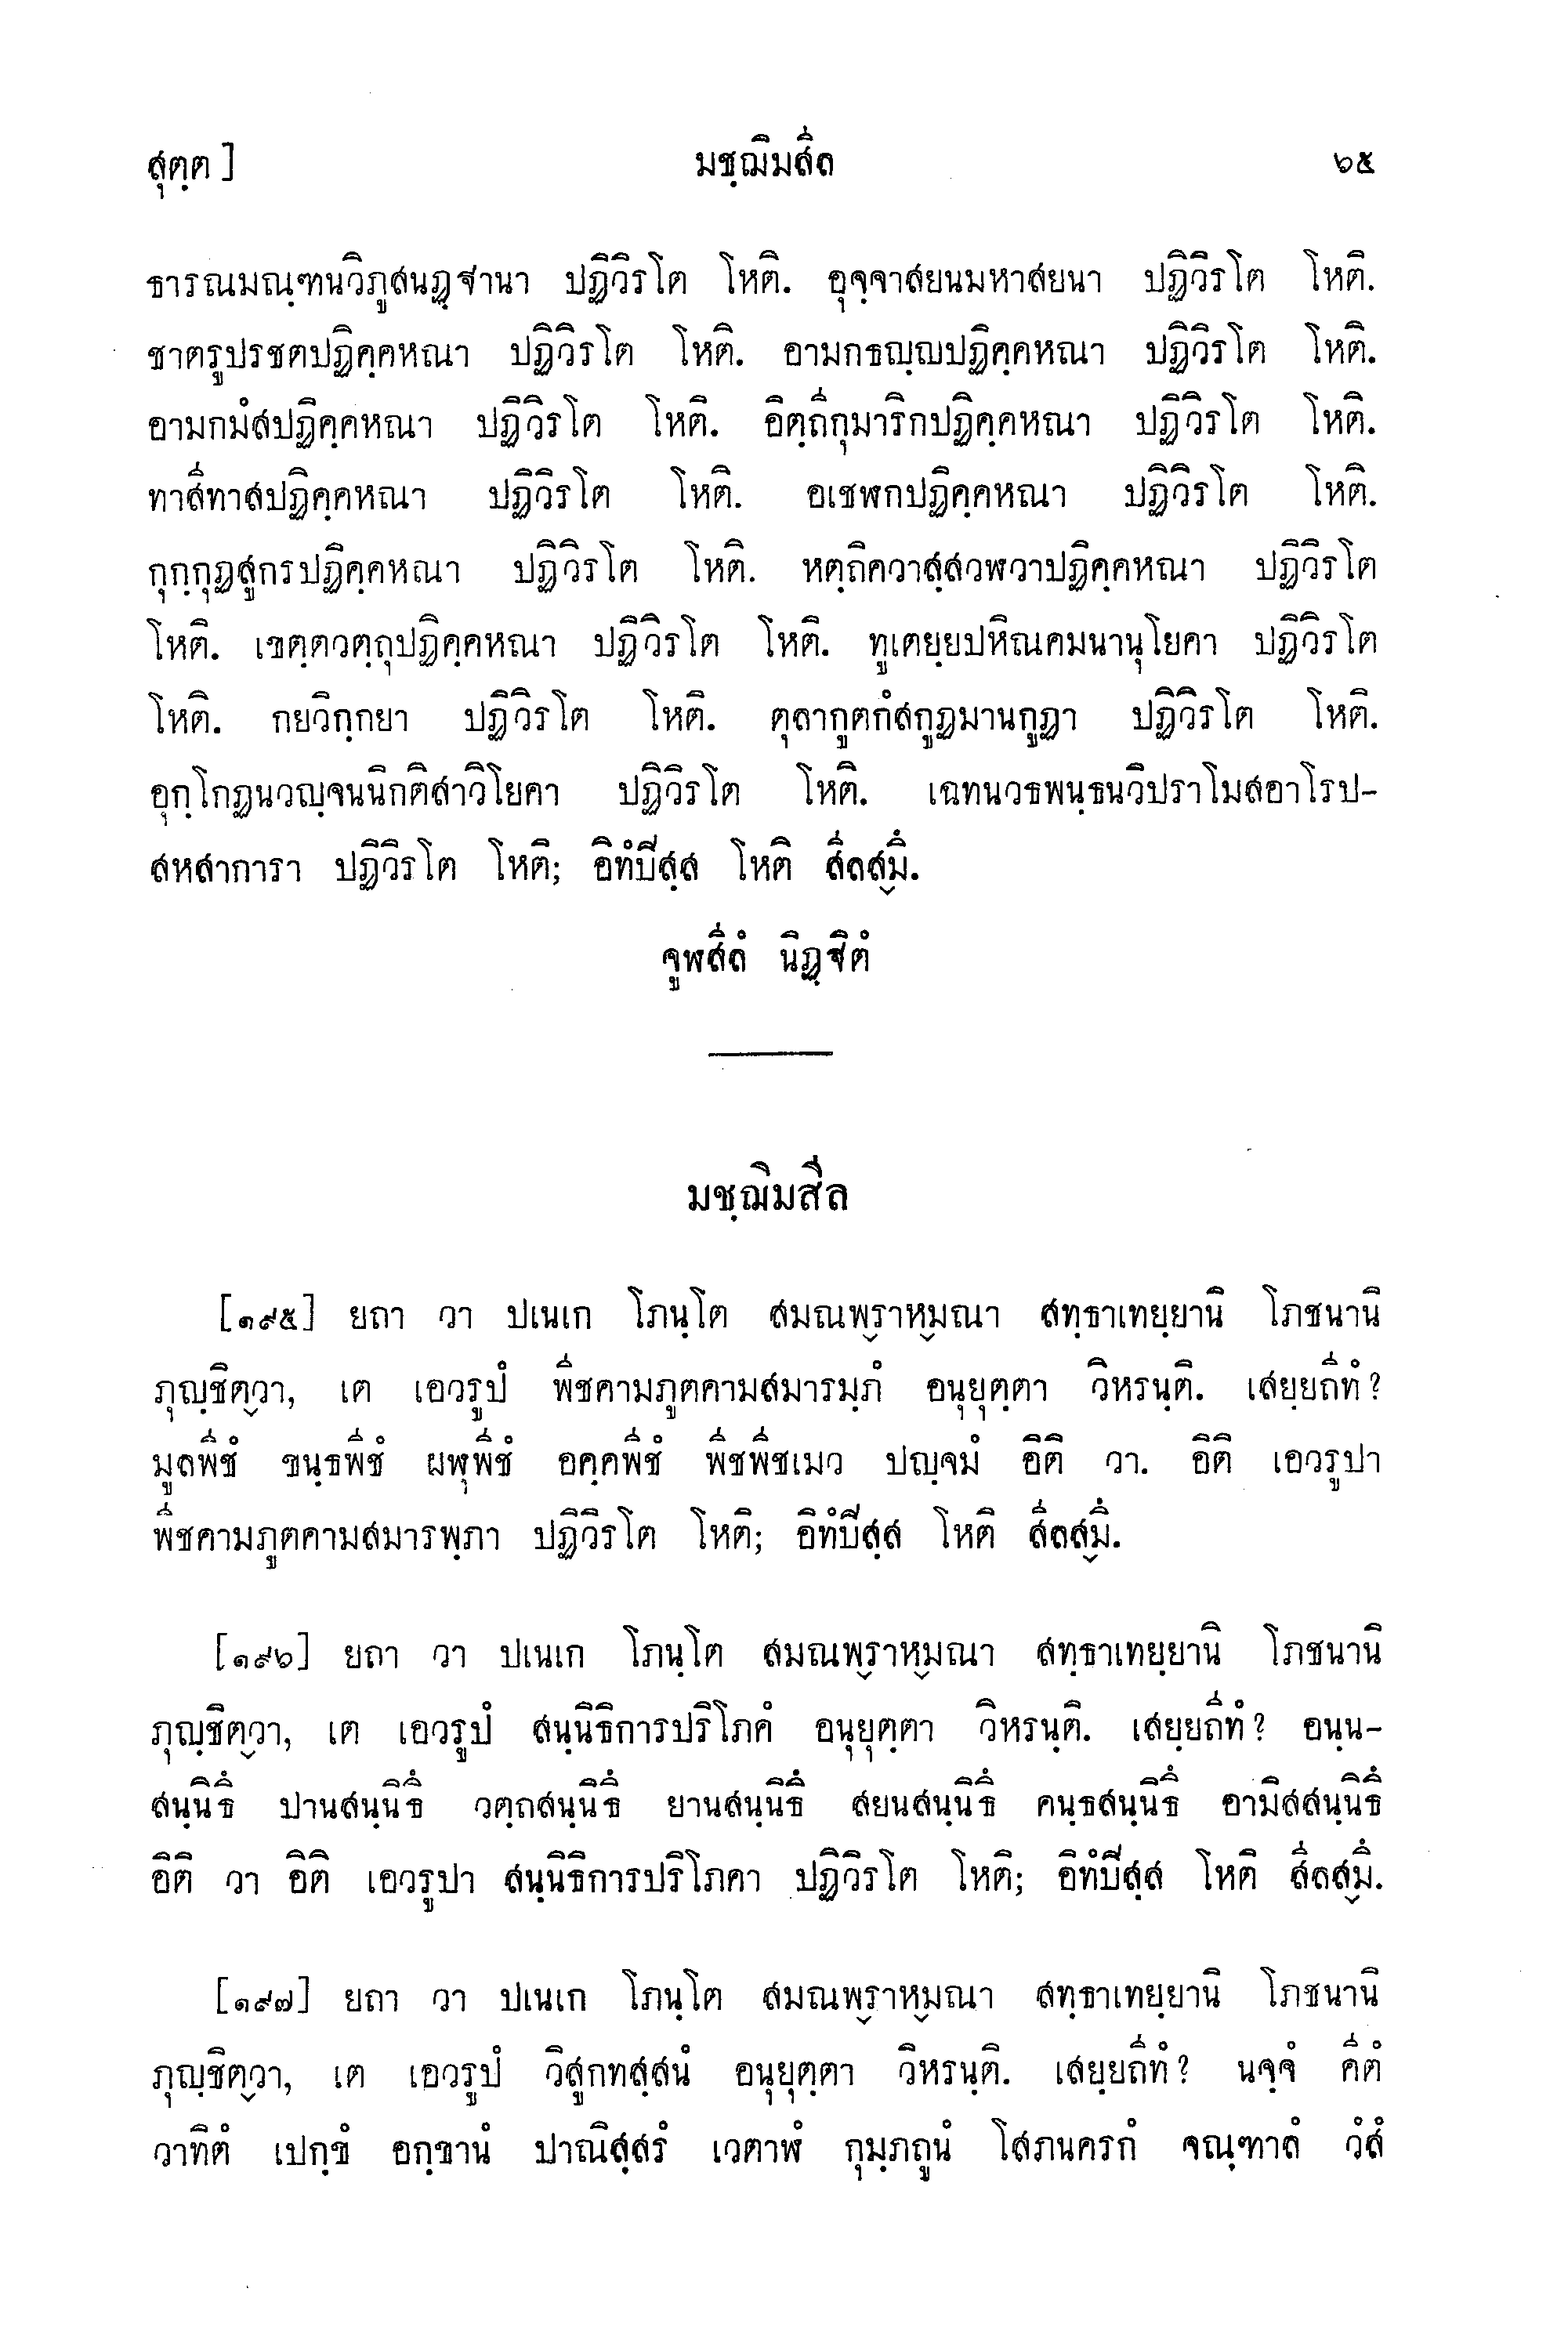 สุตฺต]
มชฺฌิมสีล
๖๕
ธารณมณฺฑนวิภูสนฏฺานา ปฏิวิรโต โหติ. อุจฺจาสยนมหาสยนา ปฏิวิรโต โหติ.
ชาตรูปรชตปฏิคฺคหณา ปฏิวิรโต โหติ. อามกธญฺญปฏิคฺคหณา ปฏิวิรโต โหติ.
อามกมํสปฏิคฺคหณา ปฏิวิรโต โหติ. อิตฺถีกุมาริกปฏิคฺคหณา ปฏิวิรโต โหติ.
ทาสีทาสปฏิคฺคหณา ปฏิวิรโต โหติ. อเชฬกปฏิคฺคหณา ปฏิวิรโต โหติ.
กุกฺกุฏสูกรปฏิคฺคหณา ปฏิวิรโต โหติ. หตฺถิควาสฺสวฬวาปฏิคฺคหณา ปฏิวิรโต
โหติ. เขตฺตวตฺถุปฏิคฺคหณา ปฏิวิรโต โหติ. ทูเตยฺยปหิณคมนานุโยคา ปฏิวิรโต
โหติ. กยวิกฺกยา ปฏิวิรโต โหติ. ตุลากูตกํสกูฏมานกูฏา ปฏิวิรโต โหติ.
อุกฺโกฏนวญฺจนนิกติสาวิโยคา ปฏิวิรโต โหติ. เฉทนวธพนฺธนวิปราโมสอาโรป-
สหสาการา ปฏิวิรโต โหติ; อิทํปิสฺส โหติ สีลสฺมึ.
จูฬสีลํ นิฏฺิตํ
มชฺฌิมสีล
[๑๙๕] ยถา วา ปเนเก โภนฺโต สมณพฺราหฺมณา สทฺธาเทยฺยานิ โภชนานิ
ภุญฺชิตฺวา, เต เอวรูปํ พีชคามภูตคามสมารมฺภํ อนุยุตฺตา วิหรนฺติ. เสยฺยถีทํ?
มูลพีชํ ขนฺธพีชํ ผฬุพีชํ อคฺคพีชํ พีชพีชเมว ปญฺจมํ อิติ วา. อิติ เอวรูปา
พีชคามภูตคามสมารพฺภา ปฏิวิรโต โหติ; อิทํปิสฺส โหติ สีลสฺมึ.
[๑๙๖] ยถา วา ปเนเก โภนฺโต สมณพฺราหฺมณา สทฺธาเทยฺยานิ โภชนานิ
ภุญฺชิตฺวา, เต เอวรูปํ สนฺนิธิการปริโภคํ อนุยุตฺตา วิหรนฺติ. เสยฺยถีทํ? อนฺน-
สนฺนิธึ ปานสนฺนิธึ วตฺถสนฺนิธึ ยานสนฺนิธึ สยนสนฺนิธึ คนฺธสนฺนิธึ อามิสสนฺนิธึ
อิติ วา อิติ เอวรูปา สนฺนิธิการปริโภคา ปฏิวิรโต โหติ; อิทํปิสฺส โหติ สีลสฺมึ.
[๑๙๗] ยถา วา ปเนเก โภนฺโต สมณพฺราหฺมณา สทฺธาเทยฺยานิ โภชนานิ
ภุญฺชิตฺวา, เต เอวรูปํ วิสูกทสฺสนํ อนุยุตฺตา วิหรนฺติ. เสยฺยถีทํ? นจฺจํ คีตํ
วาทิตํ เปกฺขํ อกฺขานํ ปาณิสฺสรํ เวตาฬํ กุมฺภถูนํ โสภนครกํ จณฺฑาลํ วํสํ